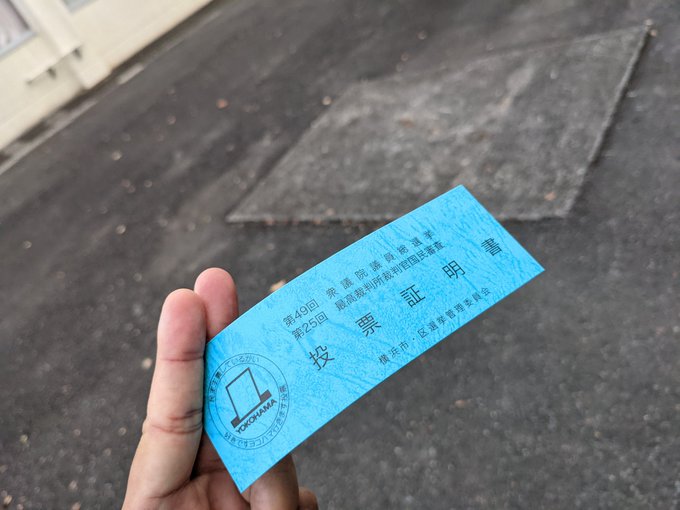 第49回 衆議院議員総選挙
第25回 最高裁判所裁判官国民審査
投票証明書
横浜市・区選挙管理委員会
YOKOHAMA